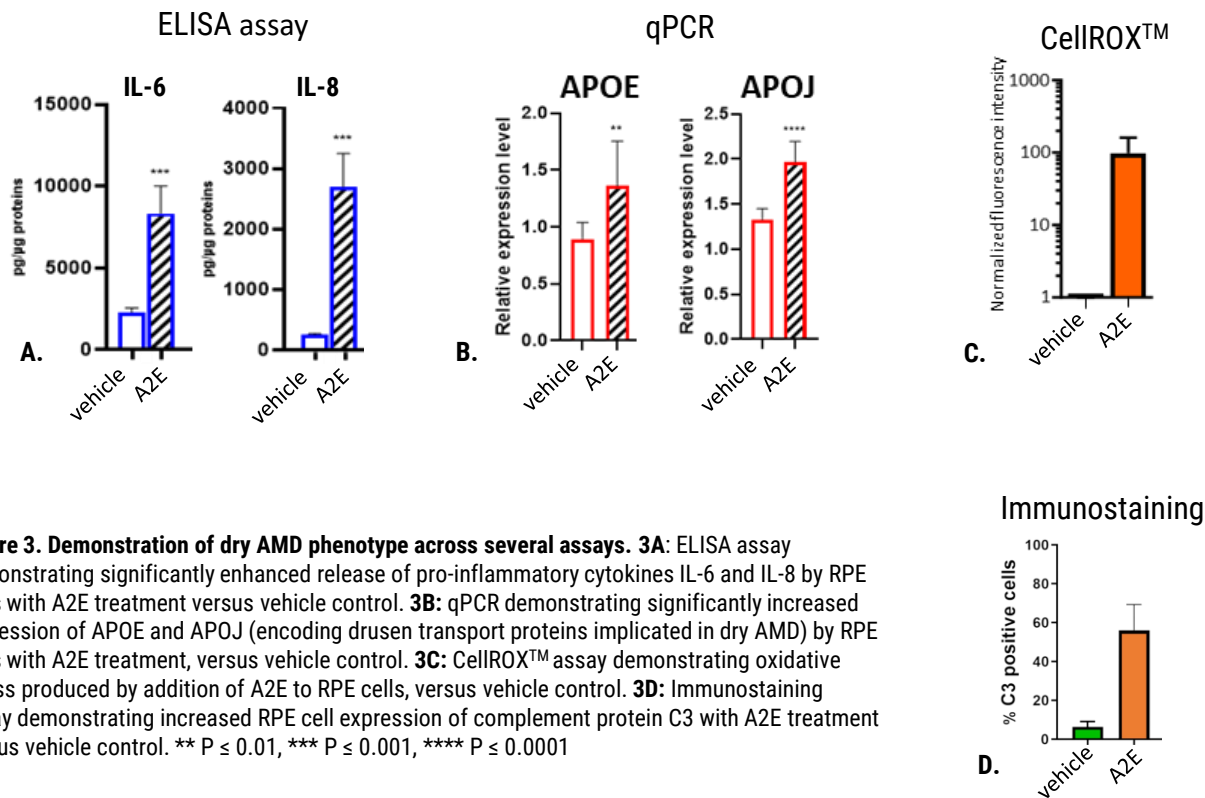 ELISA assay
IL-6
15000
10000
5000
0
pg/µg proteins
***
vehicle
A2E
IL-8
4000
3000
2000
1000
0
pg/µg proteins
***
vehicle
A2E
A.
qPCR
APOE
2.0
1.5
1.0
0.5
0.0
Relative expression level
**
vehicle
A2E
APOJ
2.5
2.0
1.5
1.0
0.5
0.0
Relative expression level
****
vehicle
A2E
B.
CellROX™
1000
100
10
1
Normalized fluorescence intensity
vehicle
A2E
C.
re 3. Demonstration of dry AMD phenotype across several assays. 3A: ELISA assay
onstrating significantly enhanced release of pro-inflammatory cytokines IL-6 and IL-8 by RPE
s with A2E treatment versus vehicle control. 3B: qPCR demonstrating significantly increased
ession of APOE and APOJ (encoding drusen transport proteins implicated in dry AMD) by RPE
s with A2E treatment, versus vehicle control. 3C: CellROX™ assay demonstrating oxidative
ss produced by addition of A2E to RPE cells, versus vehicle control. 3D: Immunostaining
ay demonstrating increased RPE cell expression of complement protein C3 with A2E treatment
us vehicle control. ** P ≤ 0.01, *** P ≤ 0.001, **** P ≤ 0.0001
Immunostaining
100
80
60
40
20
0
% C3 positive cells
vehicle
A2E
D.